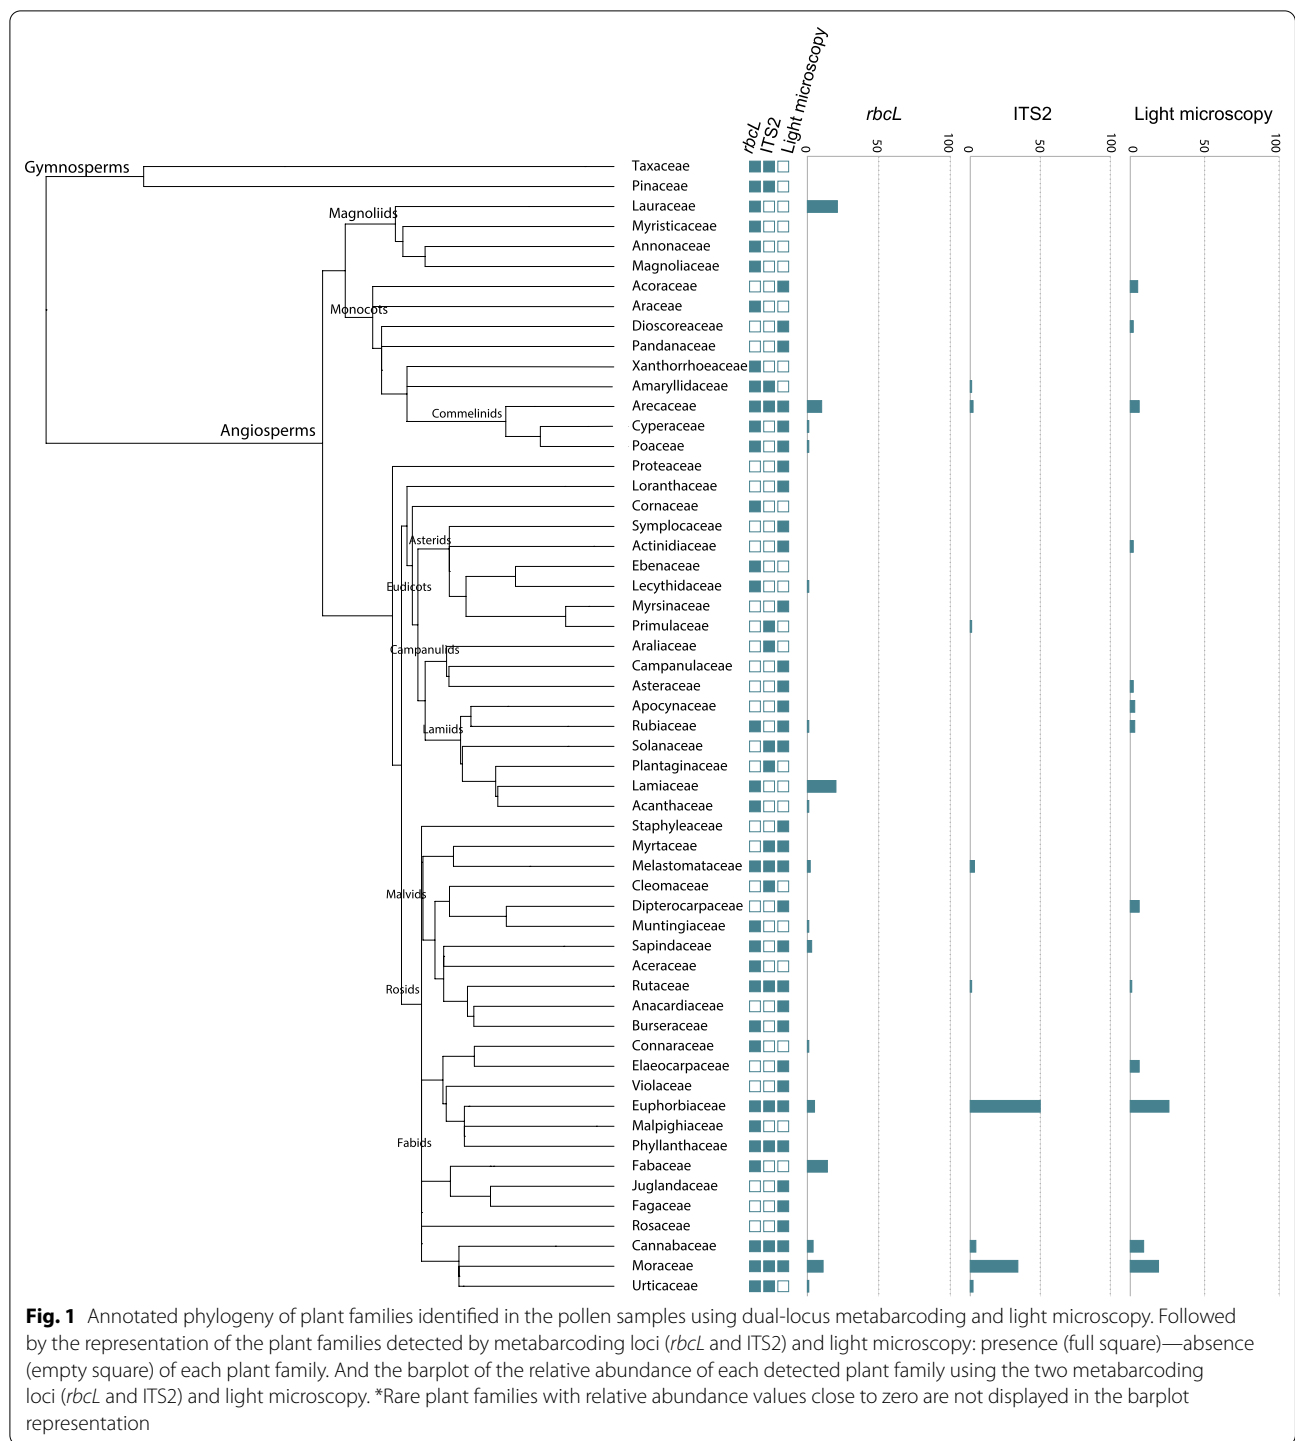 rbcL
ITS2
Light microscopy
rbcL
ITS2
Light microscopy
0
50
100
0
50
100
0
50
100
Gymnosperms
Taxaceae
Pinaceae
Lauraceae
Magnoliids
Myristicaceae
Annonaceae
Magnoliaceae
Acoraceae
Monocots
Araceae
Dioscoreaceae
Pandanaceae
Xanthorrhoeaceae
Amaryllidaceae
Arecaceae
Commelinids
Cyperaceae
Angiosperms
Poaceae
Proteaceae
Loranthaceae
Cornaceae
Symplocaceae
Asterids
Actinidiaceae
Ebenaceae
Eudicots
Lecythidaceae
Myrsinaceae
Primulaceae
Araliaceae
Campanulids
Campanulaceae
Asteraceae
Apocynaceae
Rubiaceae
Lamiids
Solanaceae
Plantaginaceae
Lamiaceae
Acanthaceae
Staphyleaceae
Myrtaceae
Melastomataceae
Cleomaceae
Malvids
Dipterocarpaceae
Muntingiaceae
Sapindaceae
Aceraceae
Rutaceae
Rosids
Anacardiaceae
Burseraceae
Connaraceae
Elaeocarpaceae
Violaceae
Euphorbiaceae
Malpighiaceae
Fabids
Phyllanthaceae
Fabaceae
Juglandaceae
Fagaceae
Rosaceae
Cannabaceae
Moraceae
Urticaceae
Fig. 1 Annotated phylogeny of plant families identified in the pollen samples using dual-locus metabarcoding and light microscopy. Followed
by the representation of the plant families detected by metabarcoding loci (rbcL and ITS2) and light microscopy: presence (full square)—absence
(empty square) of each plant family. And the barplot of the relative abundance of each detected plant family using the two metabarcoding
loci (rbcL and ITS2) and light microscopy. *Rare plant families with relative abundance values close to zero are not displayed in the barplot
representation